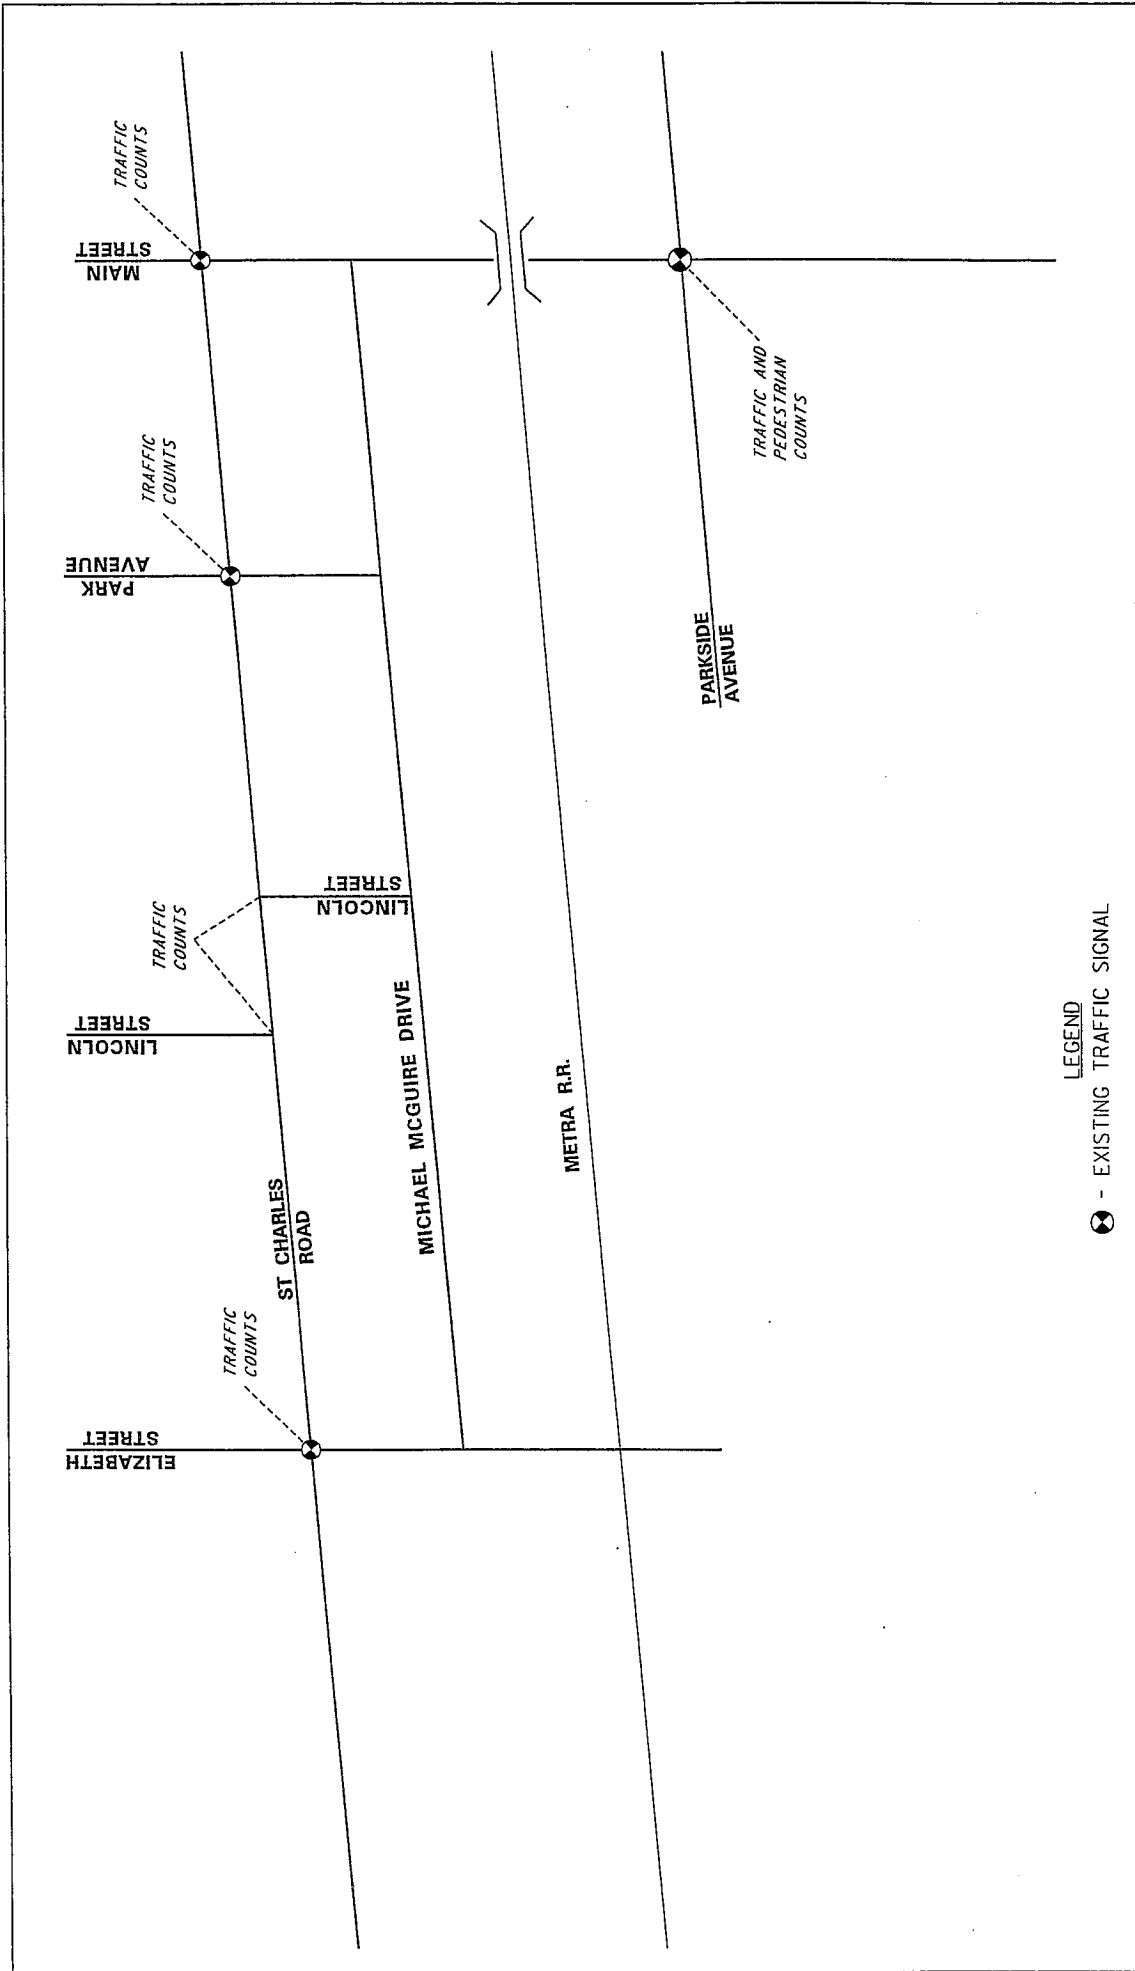 ELIZABETH
STREET
TRAFFIC
COUNTS
ST CHARLES
ROAD
LINCOLN
STREET
TRAFFIC
COUNTS
LINCOLN
STREET
MICHAEL MCGUIRE DRIVE
METRA R.R.
PARK
AVENUE
TRAFFIC
COUNTS
MAIN
STREET
TRAFFIC
COUNTS
PARKSIDE
AVENUE
TRAFFIC AND
PEDESTRIAN
COUNTS
LEGEND
- EXISTING TRAFFIC SIGNAL